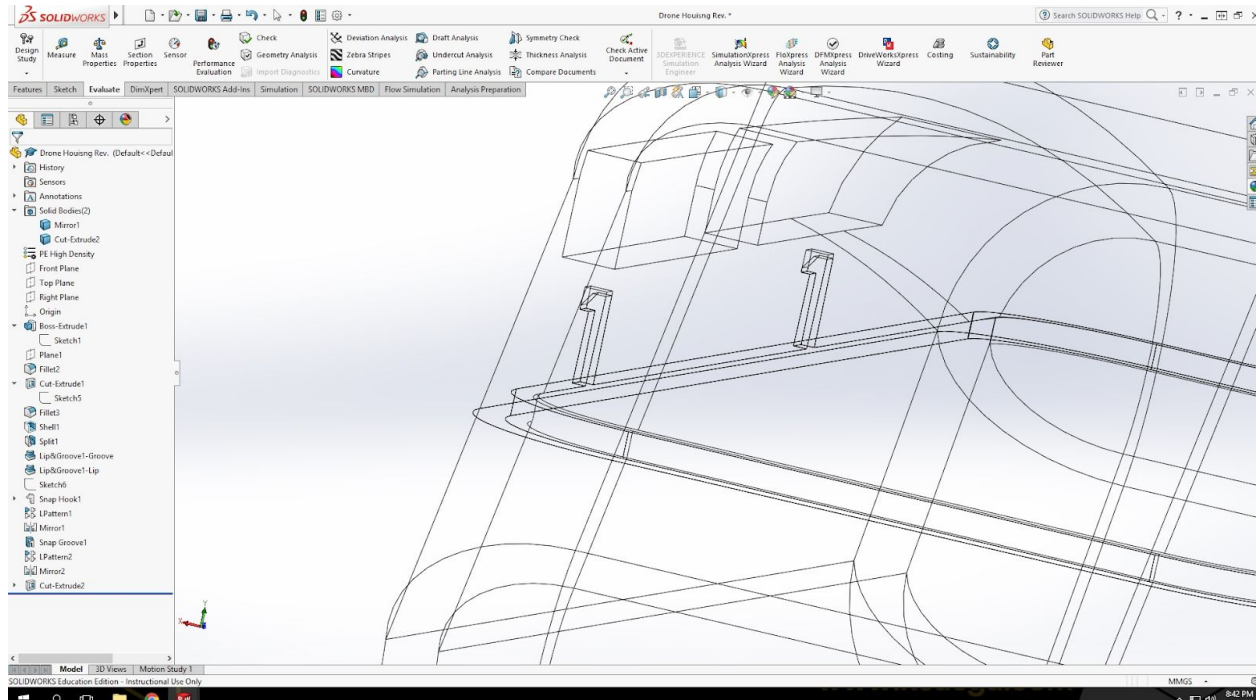 SOLIDWORKS
Drone Houisng Rev. *
Search SOLIDWORKS Help
Design Study
Measure
Mass Properties
Section Properties
Sensor
Performance Evaluation
Check
Geometry Analysis
Import Diagnostics
Deviation Analysis
Zebra Stripes
Curvature
Draft Analysis
Undercut Analysis
Parting Line Analysis
Symmetry Check
Thickness Analysis
Compare Documents
Check Active Document
3DEXPERIENCE Simulation Engineer
SimulationXpress Analysis Wizard
FloXpress Analysis Wizard
DFMXpress Analysis Wizard
DriveWorksXpress Wizard
Costing
Sustainability
Part Reviewer
Features Sketch Evaluate DimXpert SOLIDWORKS Add-Ins Simulation SOLIDWORKS MBD Flow Simulation Analysis Preparation
Drone Houisng Rev. (Default<<Defaul
History
Sensors
Annotations
Solid Bodies(2)
Mirror1
Cut-Extrude2
PE High Density
Front Plane
Top Plane
Right Plane
Origin
Boss-Extrude1
Sketch1
Plane1
Fillet2
Cut-Extrude1
Sketch5
Fillet3
Shell1
Split1
Lip&Groove1-Groove
Lip&Groove1-Lip
Sketch6
Snap Hook1
LPattern1
Mirror1
Snap Groove1
LPattern2
Mirror2
Cut-Extrude2
Y
X
Model 3D Views Motion Study 1
SOLIDWORKS Education Edition - Instructional Use Only
MMGS
8:42 PM